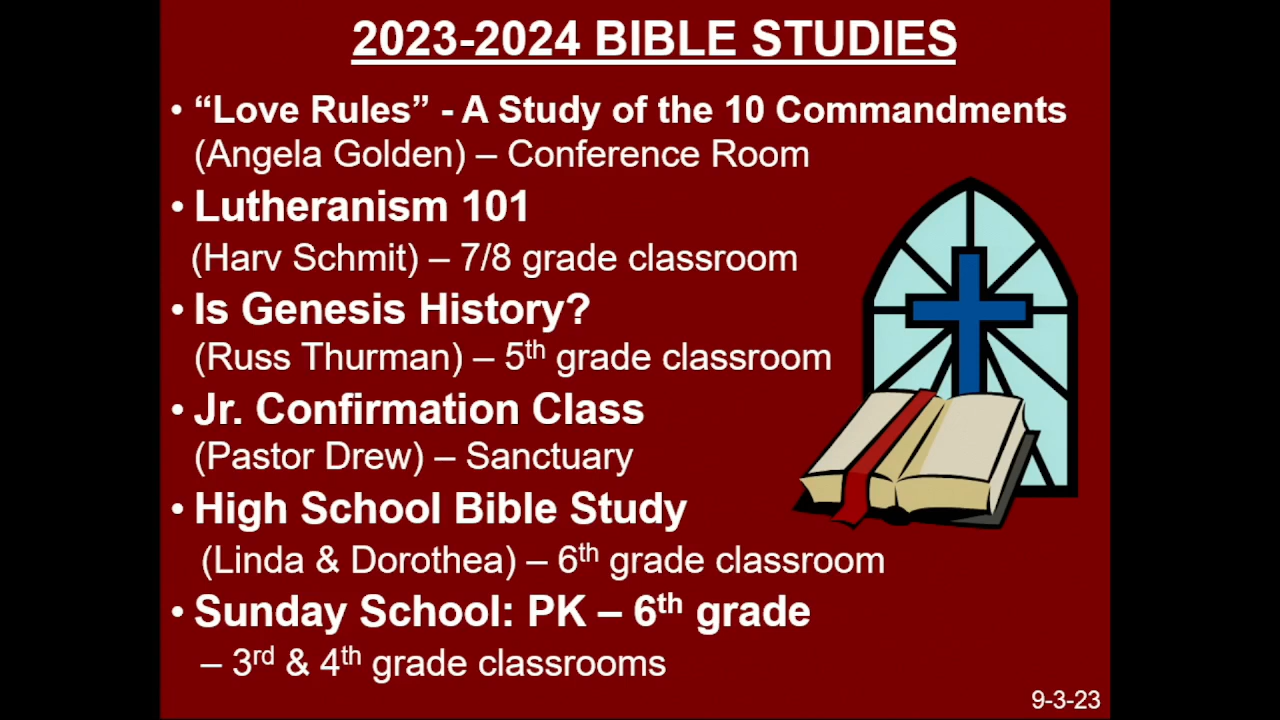 2023-2024 BIBLE STUDIES
• “Love Rules” - A Study of the 10 Commandments
(Angela Golden) – Conference Room
• Lutheranism 101
(Harv Schmit) – 7/8 grade classroom
• Is Genesis History?
(Russ Thurman) – 5th grade classroom
• Jr. Confirmation Class
(Pastor Drew) – Sanctuary
• High School Bible Study
(Linda & Dorothea) – 6th grade classroom
• Sunday School: PK – 6th grade
– 3rd & 4th grade classrooms
9-3-23